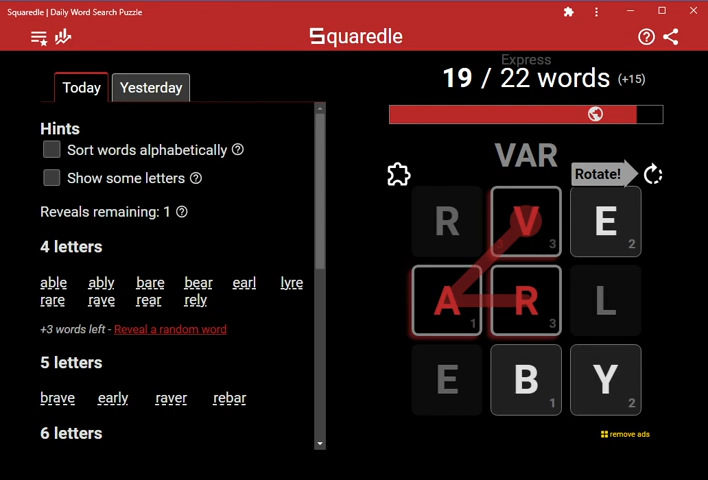 Squaredle | Daily Word Search Puzzle
Squaredle
Express
19 / 22 words (+15)
Today
Yesterday
Hints
Sort words alphabetically
Show some letters
Reveals remaining: 1
4 letters
able ably bare bear earl lyre
rare rave rear rely
+3 words left - Reveal a random word
5 letters
brave early raver rebar
6 letters
VAR
Rotate!
R V 3 E 2
A 1 R 3 L
E B 1 Y 2
remove ads